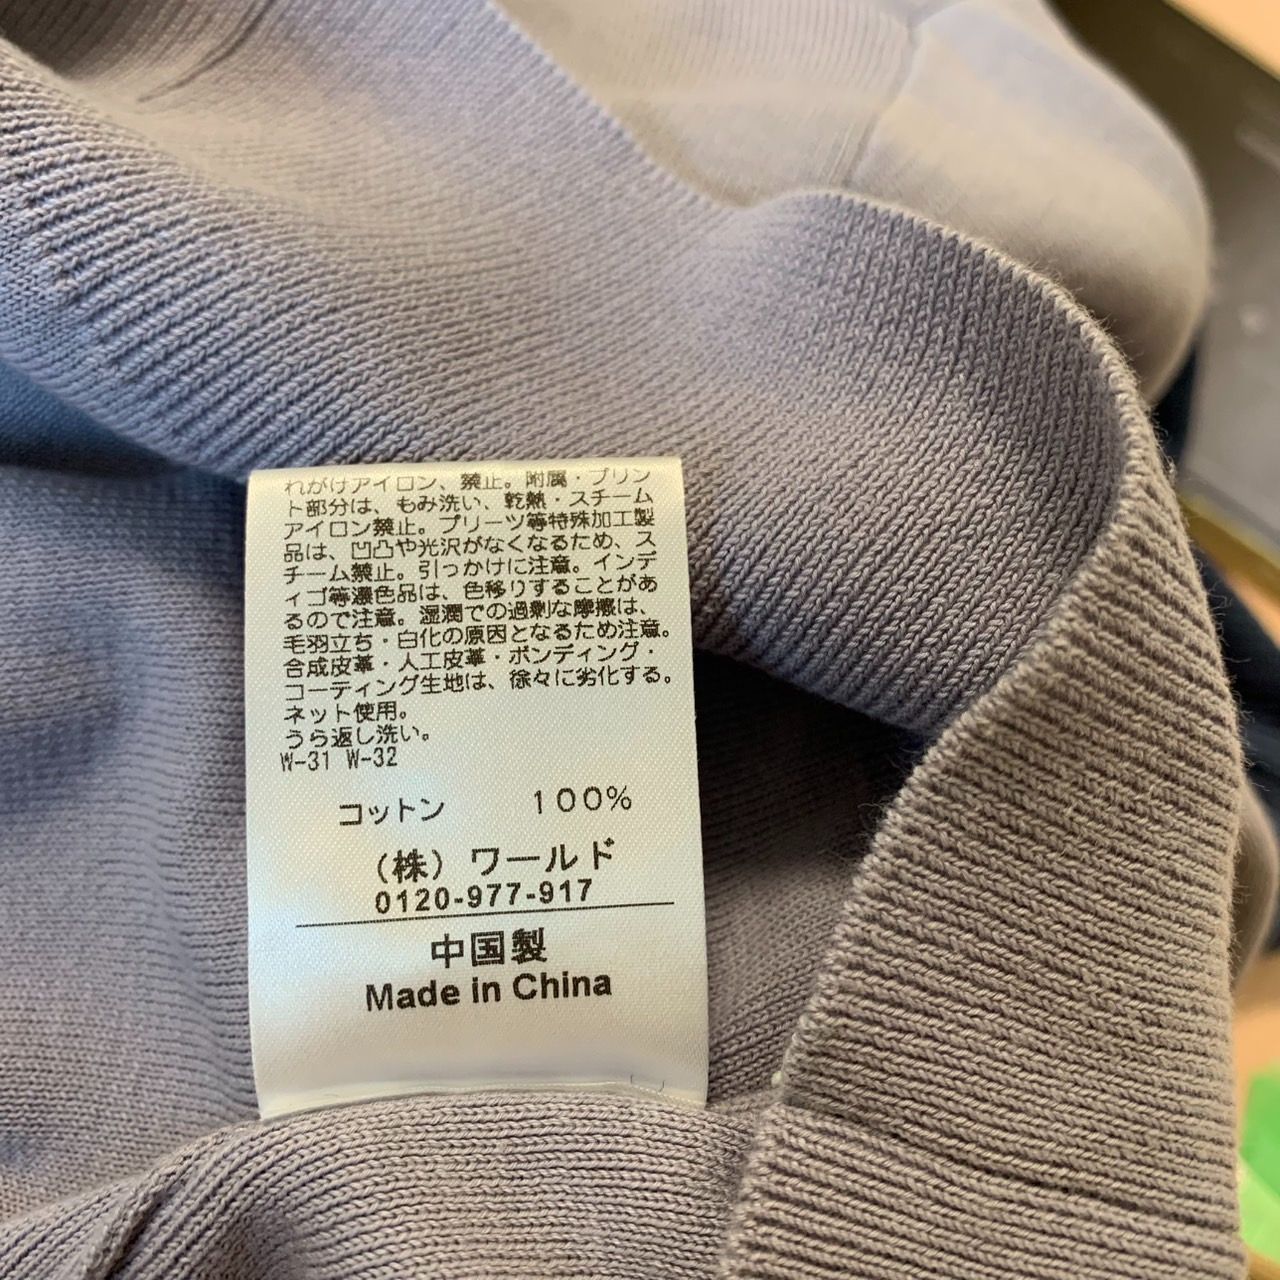 れがけアイロン、禁止。附属・プリン
ト部分は、もみ洗い、乾熱・スチーム
アイロン禁止。プリーツ等特殊加工製
品は、凹凸や光沢がなくなるため、ス
チーム禁止。引っかけに注意。インデ
ィゴ等濃色品は、色移りすることがあ
るので注意。湿潤での過剰な摩擦は、
毛羽立ち・白化の原因となるため注意。
合成皮革・人工皮革・ボンディング・
コーティング生地は、徐々に劣化する。
ネット使用。
うら返し洗い。
W-31 W-32
コットン 100%
(株) ワールド
0120-977-917
中国製
Made in China